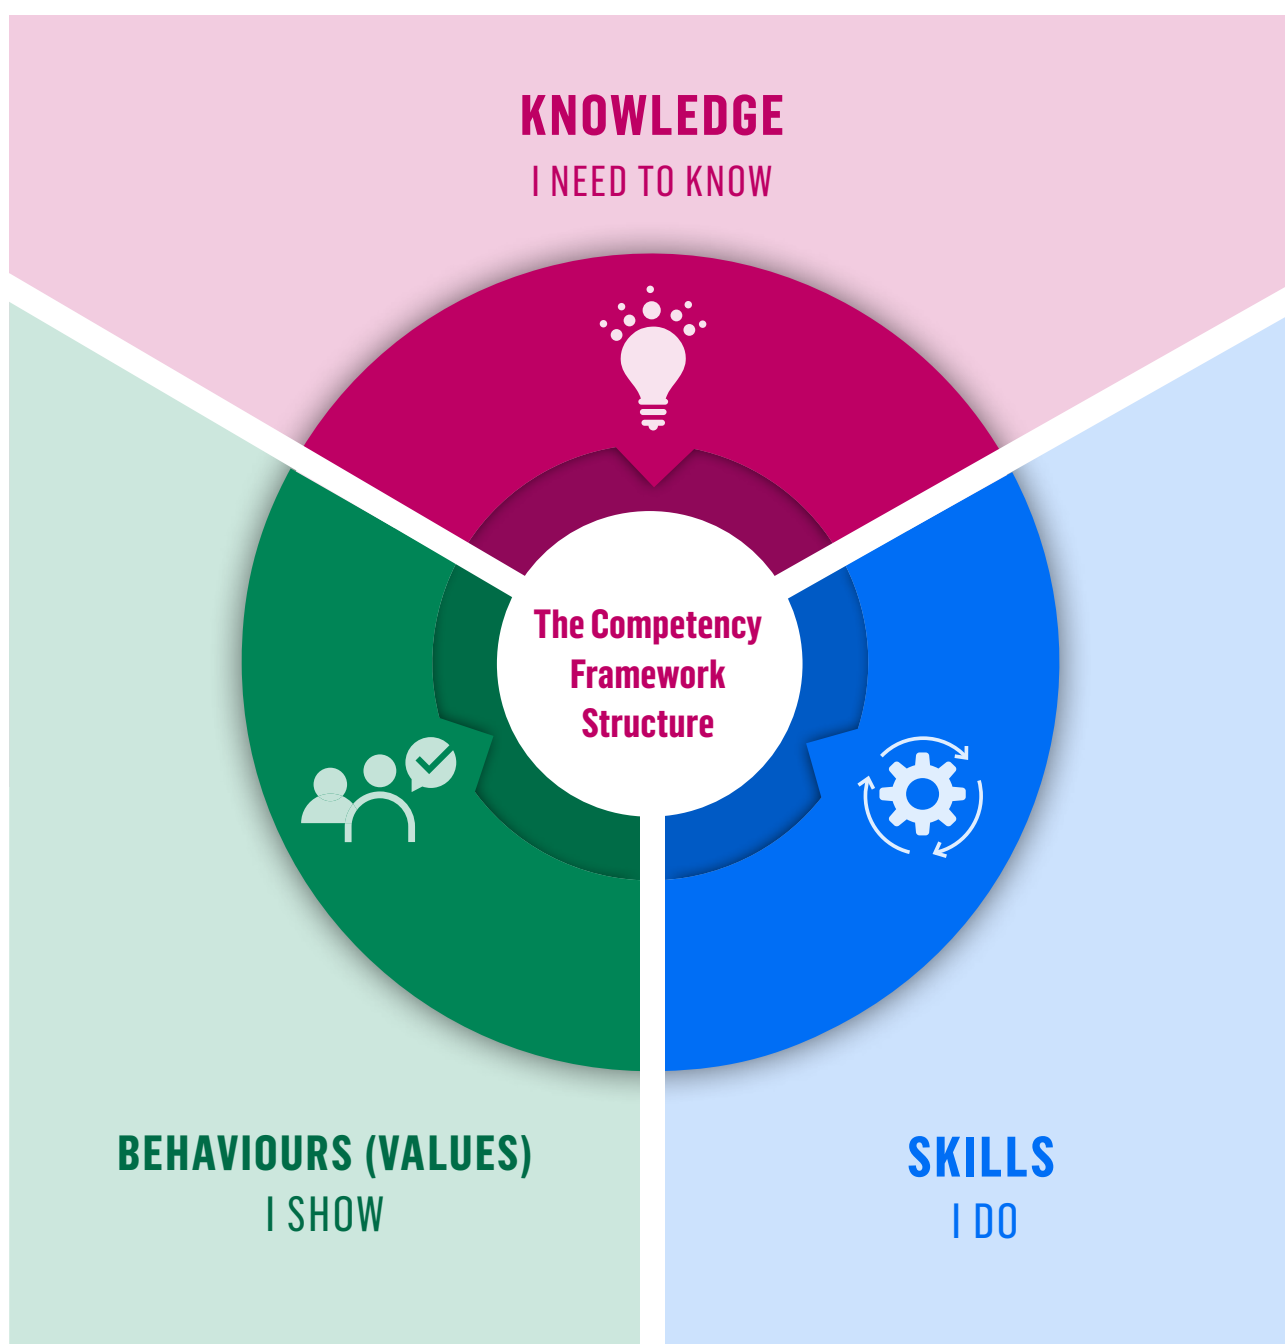 KNOWLEDGE
I NEED TO KNOW
The Competency
Framework
Structure
BEHAVIOURS (VALUES)
I SHOW
SKILLS
I DO